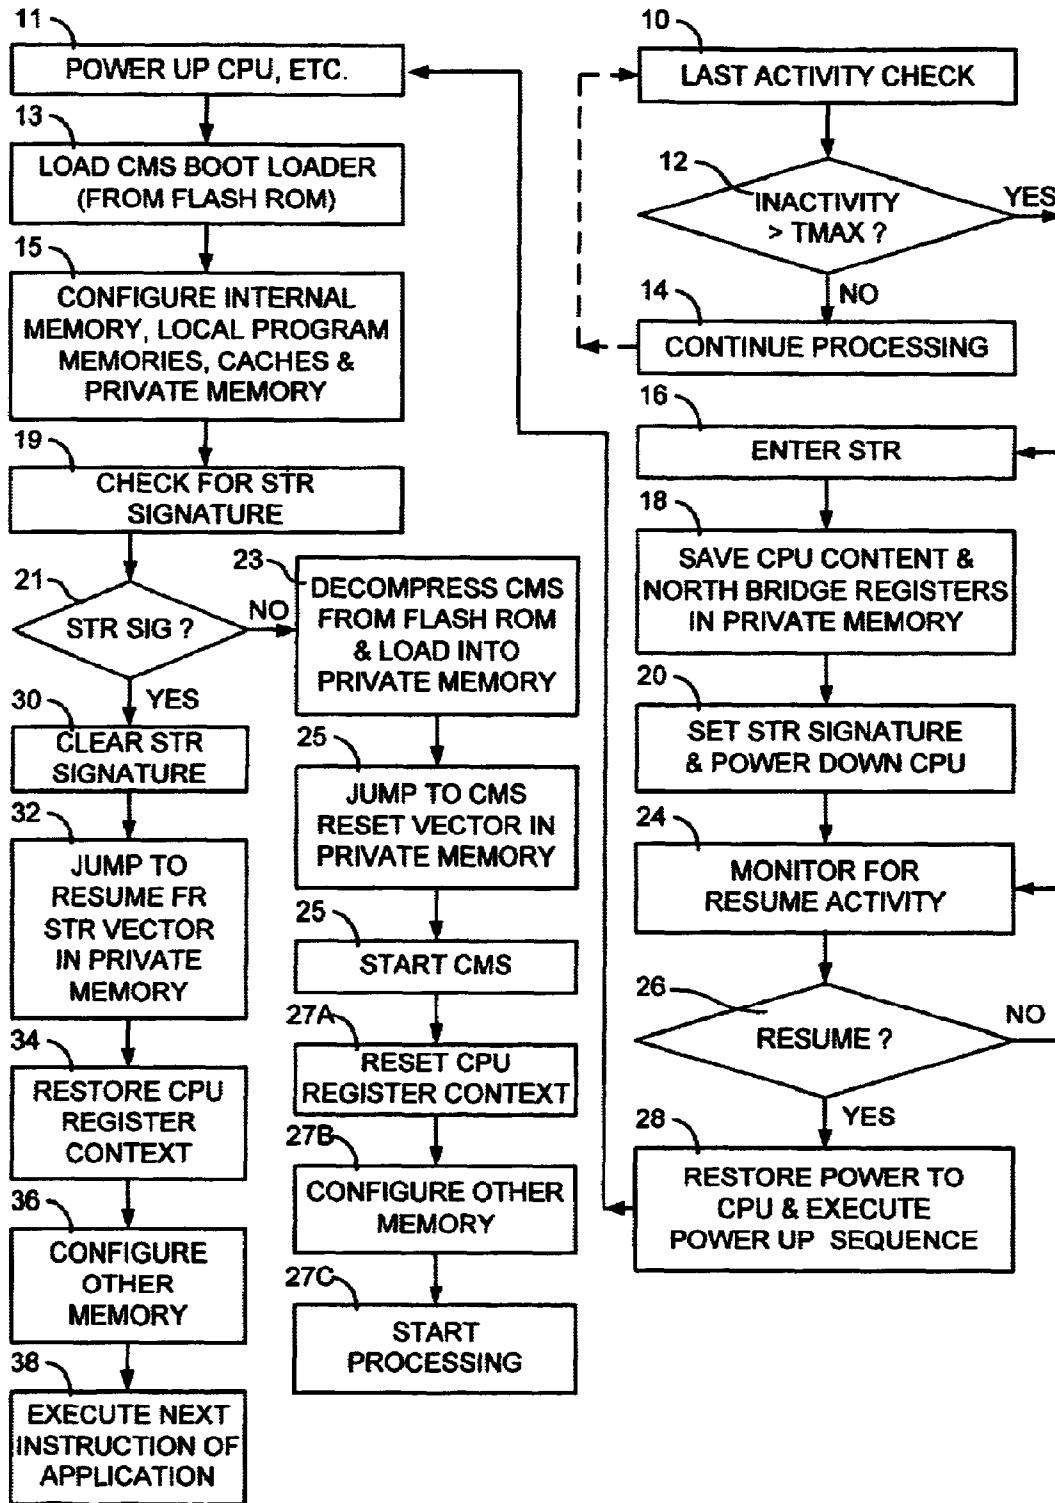 11
POWER UP CPU, ETC.
13
LOAD CMS BOOT LOADER
(FROM FLASH ROM)
15
CONFIGURE INTERNAL
MEMORY, LOCAL PROGRAM
MEMORIES, CACHES &
PRIVATE MEMORY
19
CHECK FOR STR
SIGNATURE
21
STR SIG ?
NO
YES
30
CLEAR STR
SIGNATURE
32
JUMP TO
RESUME FR
STR VECTOR
IN PRIVATE
MEMORY
34
RESTORE CPU
REGISTER
CONTEXT
36
CONFIGURE
OTHER
MEMORY
38
EXECUTE NEXT
INSTRUCTION OF
APPLICATION
23
DECOMPRESS CMS
FROM FLASH ROM
& LOAD INTO
PRIVATE MEMORY
25
JUMP TO CMS
RESET VECTOR IN
PRIVATE MEMORY
25
START CMS
27A
RESET CPU
REGISTER CONTEXT
27B
CONFIGURE OTHER
MEMORY
27C
START
PROCESSING
10
LAST ACTIVITY CHECK
12
INACTIVITY
> TMAX ?
YES
NO
14
CONTINUE PROCESSING
16
ENTER STR
18
SAVE CPU CONTENT &
NORTH BRIDGE REGISTERS
IN PRIVATE MEMORY
20
SET STR SIGNATURE
& POWER DOWN CPU
24
MONITOR FOR
RESUME ACTIVITY
26
RESUME ?
NO
YES
28
RESTORE POWER TO
CPU & EXECUTE
POWER UP SEQUENCE